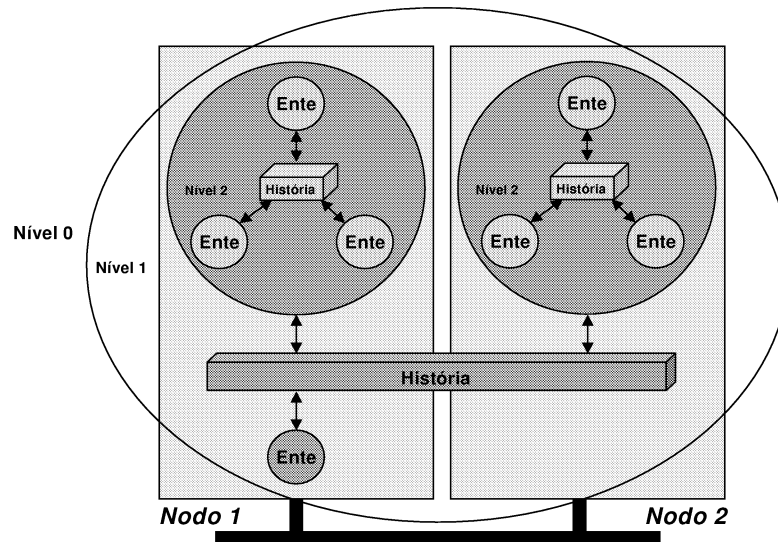 Ente
Ente
Nível 2
História
Nível 2
História
Nível 0
Ente
Ente
Ente
Ente
Nível 1
História
Ente
Nodo 1
Nodo 2